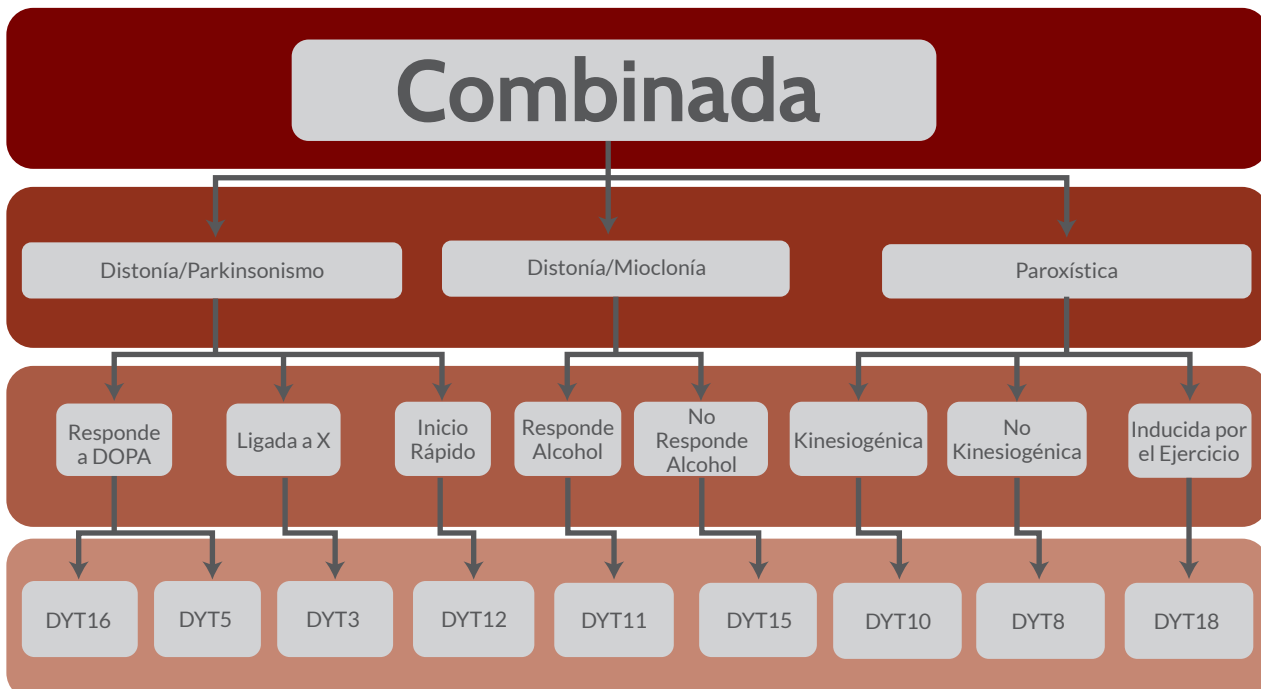 Combinada
Distonía/Parkinsonismo
Distonía/Mioclonía
Paroxística
Responde
a DOPA
Ligada a X
Inicio
Rápido
Responde
Alcohol
No
Responde
Alcohol
Kinesiogénica
No
Kinesiogénica
Inducida por
el Ejercicio
DYT16
DYT5
DYT3
DYT12
DYT11
DYT15
DYT10
DYT8
DYT18